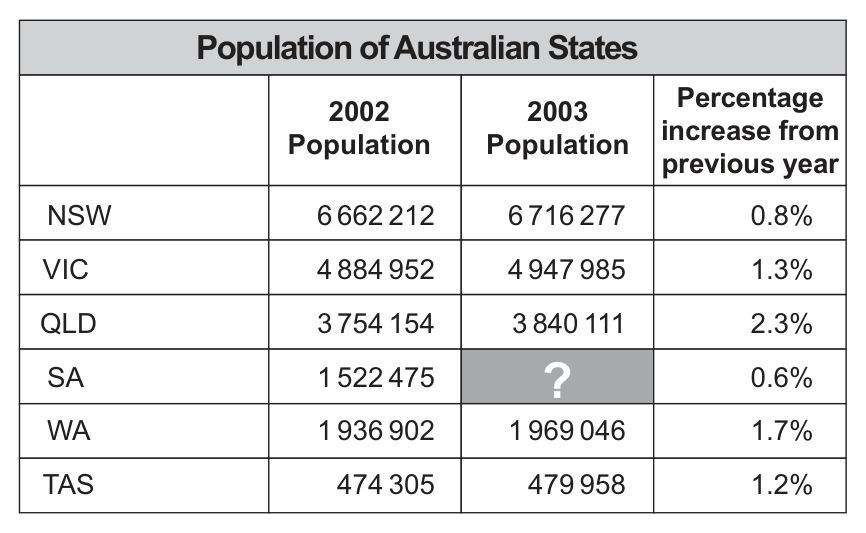 Population of Australian States
2002 Population 2003 Population Percentage increase from previous year
NSW 6 662 212 6 716 277 0.8%
VIC 4 884 952 4 947 985 1.3%
QLD 3 754 154 3 840 111 2.3%
SA 1 522 475 ? 0.6%
WA 1 936 902 1 969 046 1.7%
TAS 474 305 479 958 1.2%